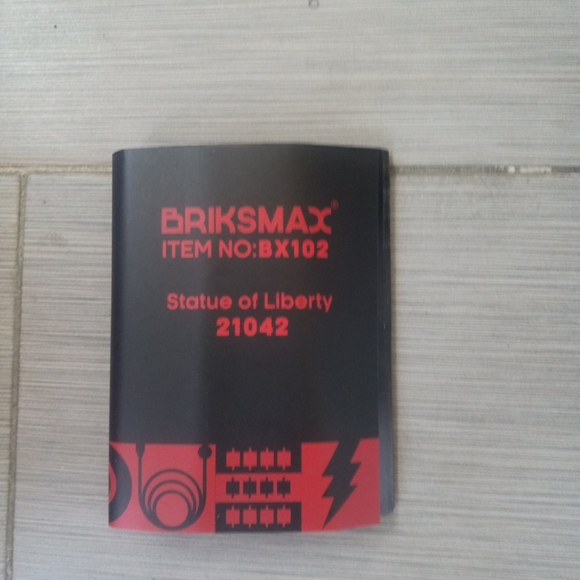 BRIKSMAX®
ITEM NO:BX102
Statue of Liberty
21042